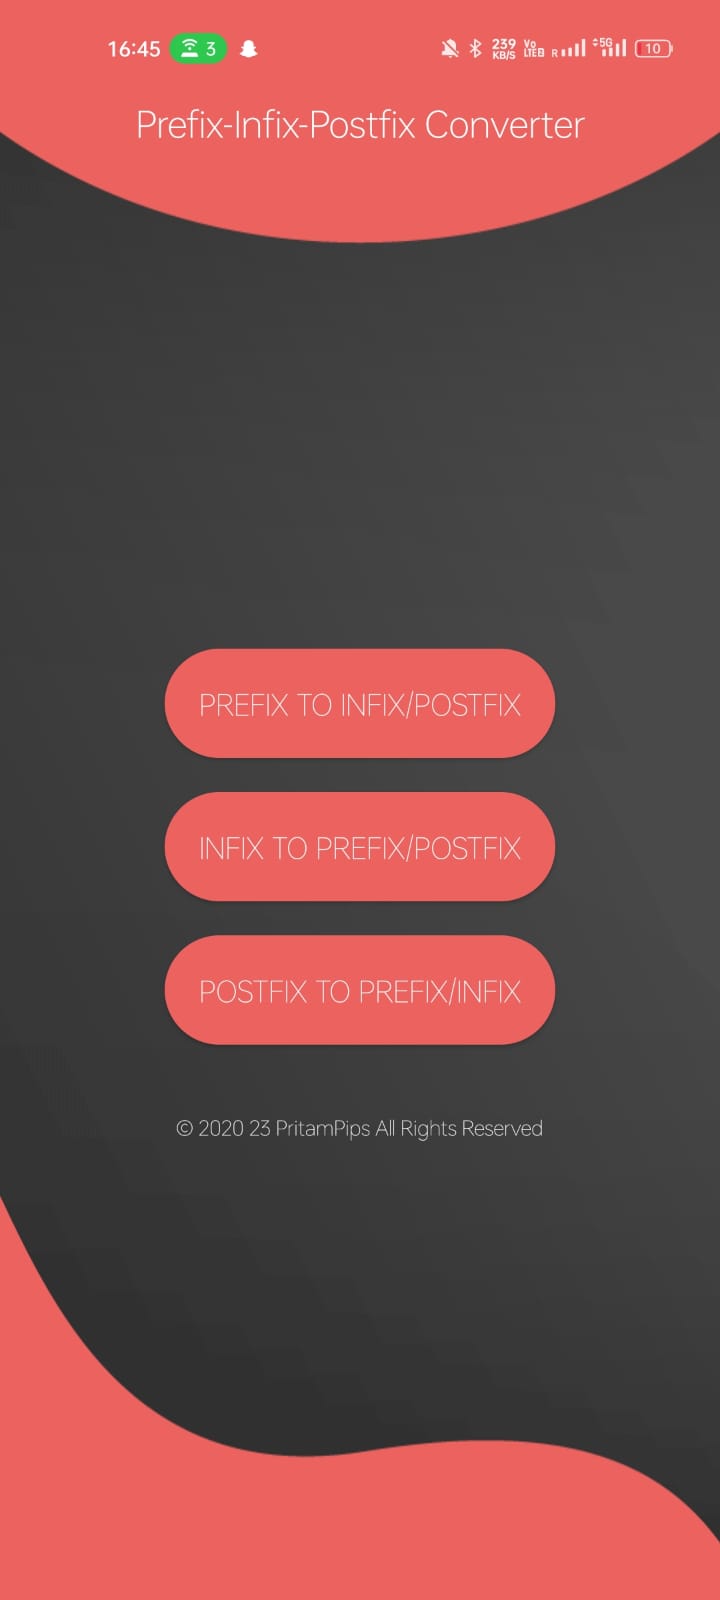 16:45 3 239 KB/S Vo LTE 2 R 5G 10
Prefix-Infix-Postfix Converter
PREFIX TO INFIX/POSTFIX
INFIX TO PREFIX/POSTFIX
POSTFIX TO PREFIX/INFIX
© 2020 23 PritamPips All Rights Reserved